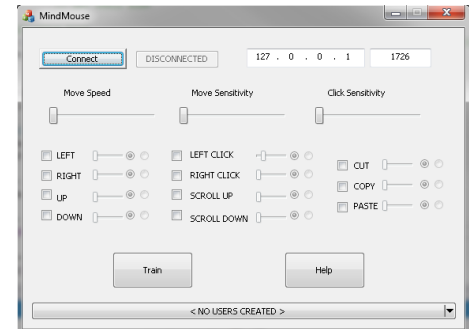 MindMouse
Connect DISCONNECTED 127 . 0 . 0 . 1 1726
Move Speed Move Sensitivity Click Sensitivity
LEFT LEFT CLICK CUT
RIGHT RIGHT CLICK COPY
UP SCROLL UP PASTE
DOWN SCROLL DOWN
Train Help
< NO USERS CREATED >